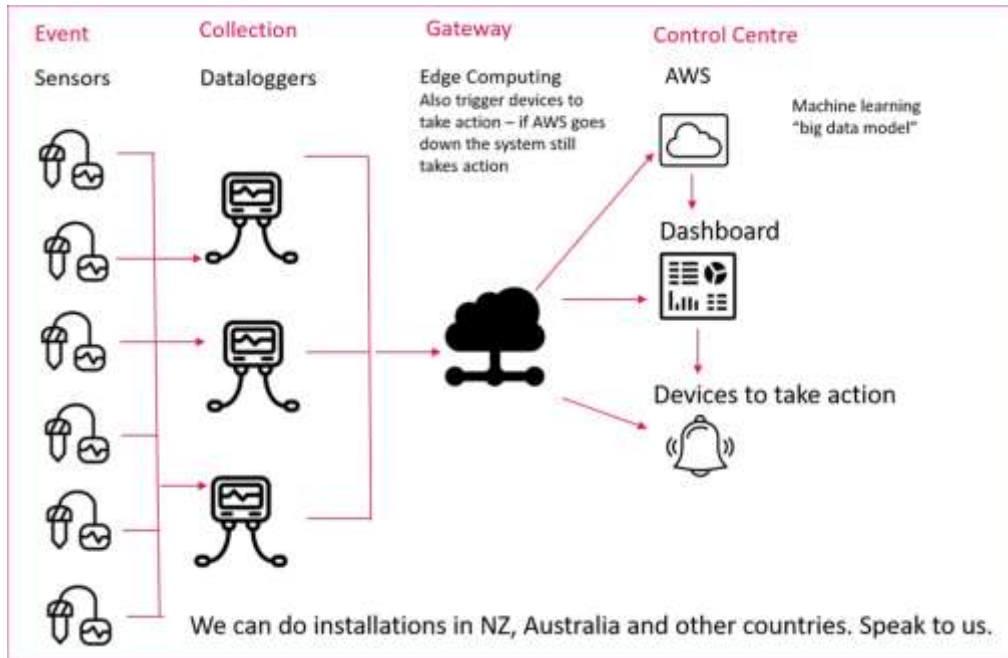 Event
Sensors
Collection
Dataloggers
Gateway
Edge Computing
Also trigger devices to
take action – if AWS goes
down the system still
takes action
Control Centre
AWS
Machine learning
“big data model”
Dashboard
Devices to take action
We can do installations in NZ, Australia and other countries. Speak to us.